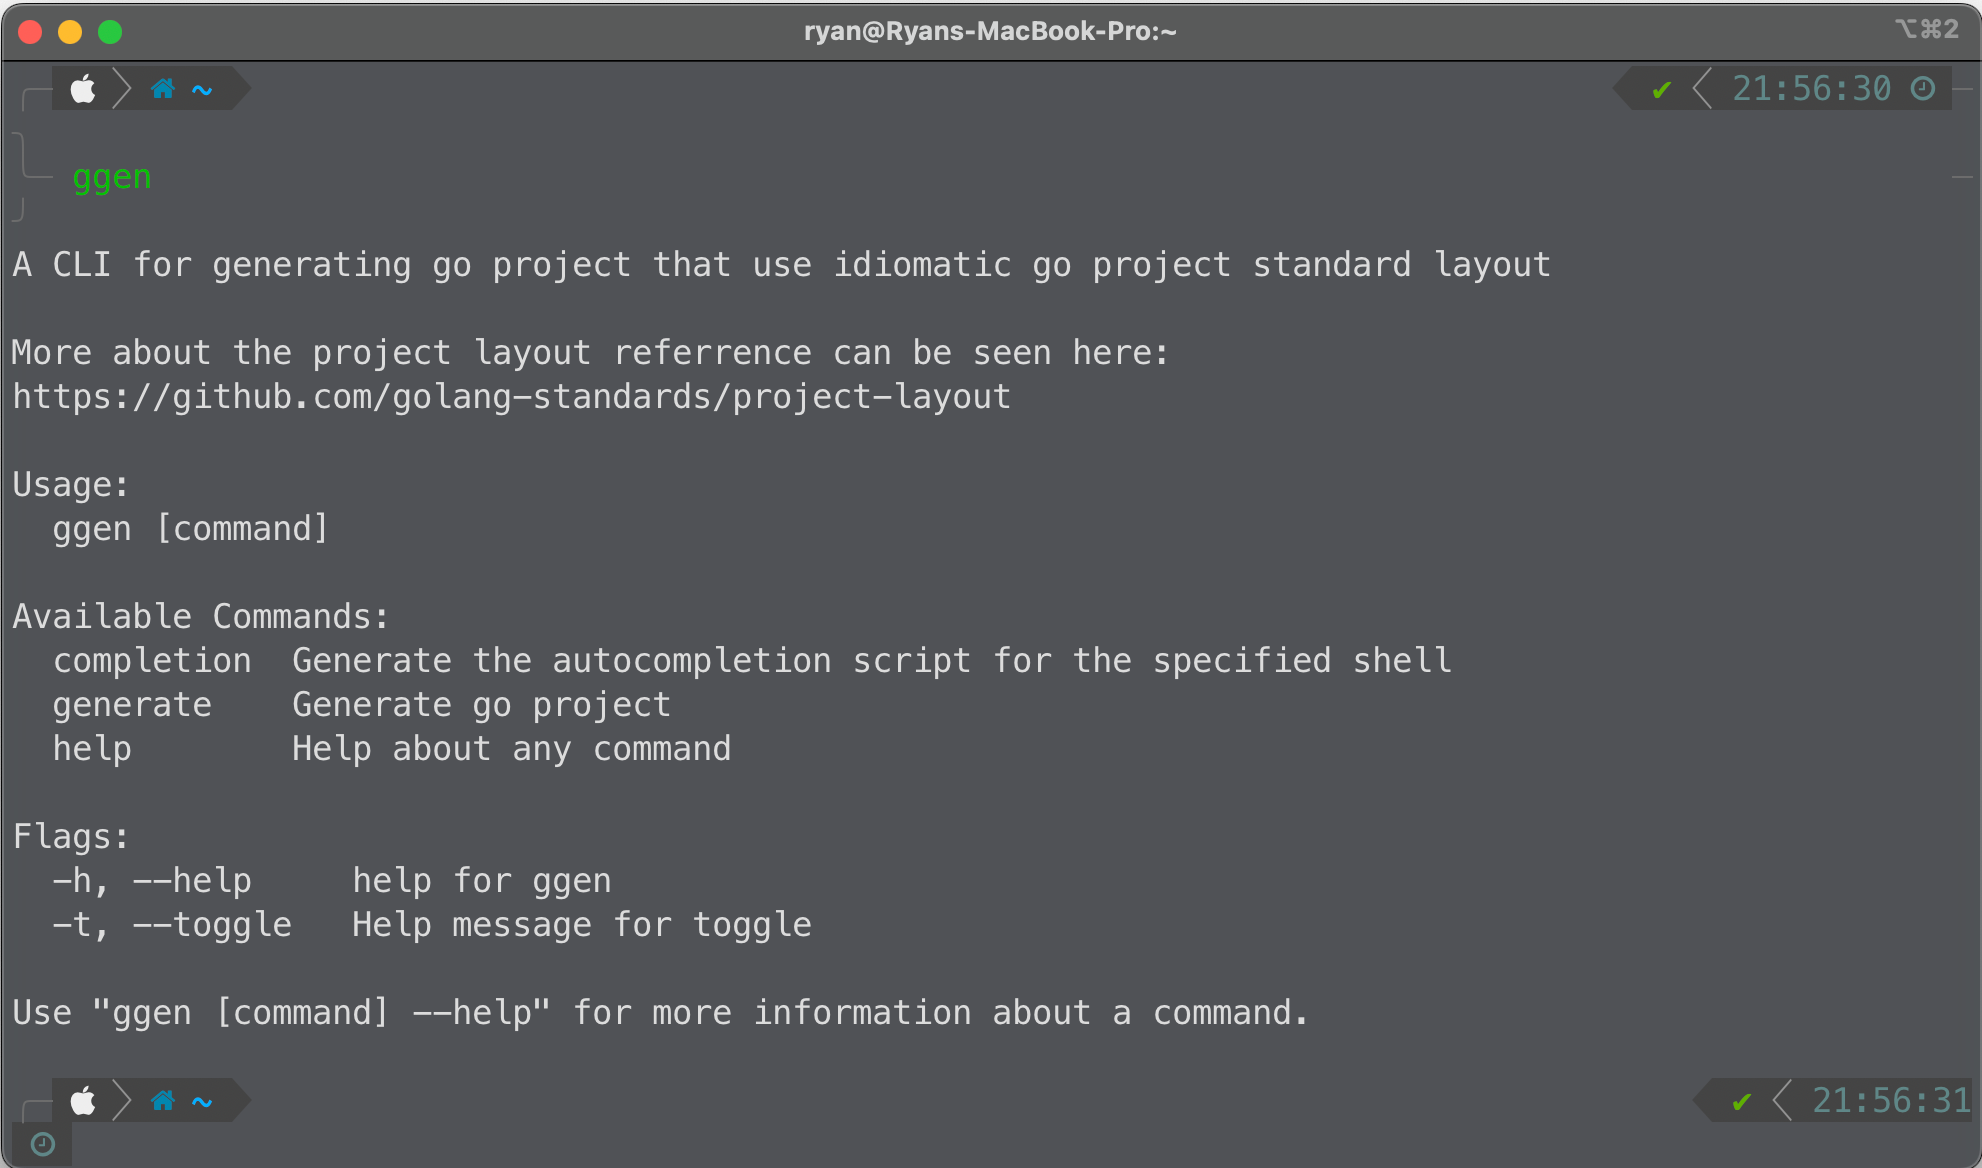 ryan@Ryans-MacBook-Pro:~
⌥⌘2
~
✔ 21:56:30
ggen
A CLI for generating go project that use idiomatic go project standard layout
More about the project layout referrence can be seen here:
https://github.com/golang-standards/project-layout
Usage:
ggen [command]
Available Commands:
completion Generate the autocompletion script for the specified shell
generate Generate go project
help Help about any command
Flags:
-h, --help help for ggen
-t, --toggle Help message for toggle
Use "ggen [command] --help" for more information about a command.
~
✔ 21:56:31